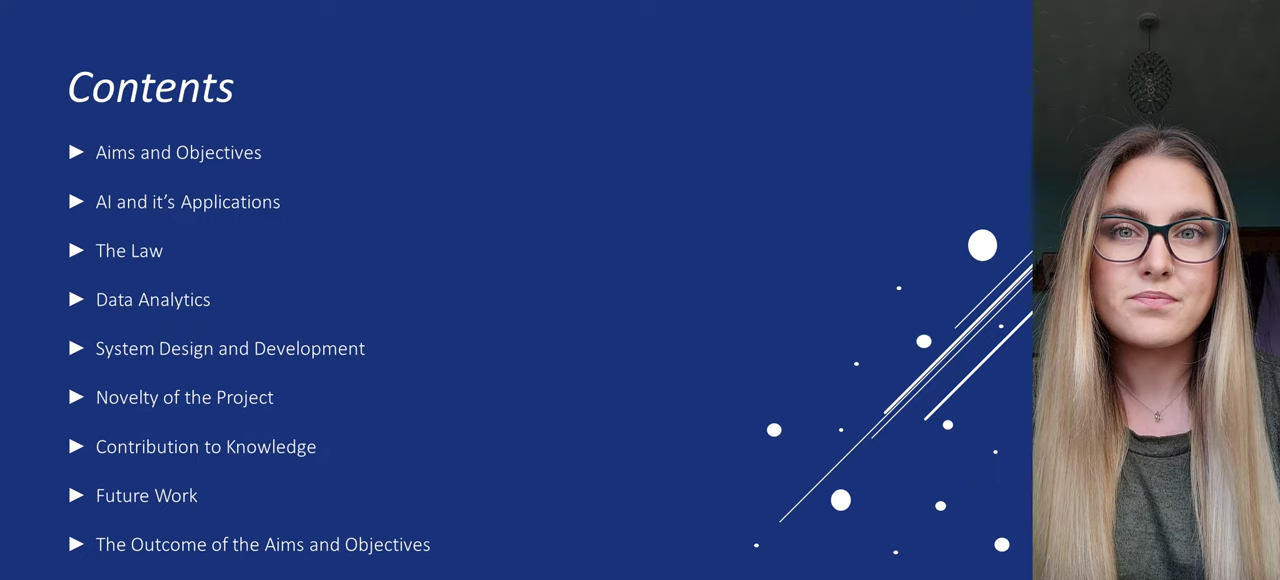 Contents
Aims and Objectives
AI and it’s Applications
The Law
Data Analytics
System Design and Development
Novelty of the Project
Contribution to Knowledge
Future Work
The Outcome of the Aims and Objectives